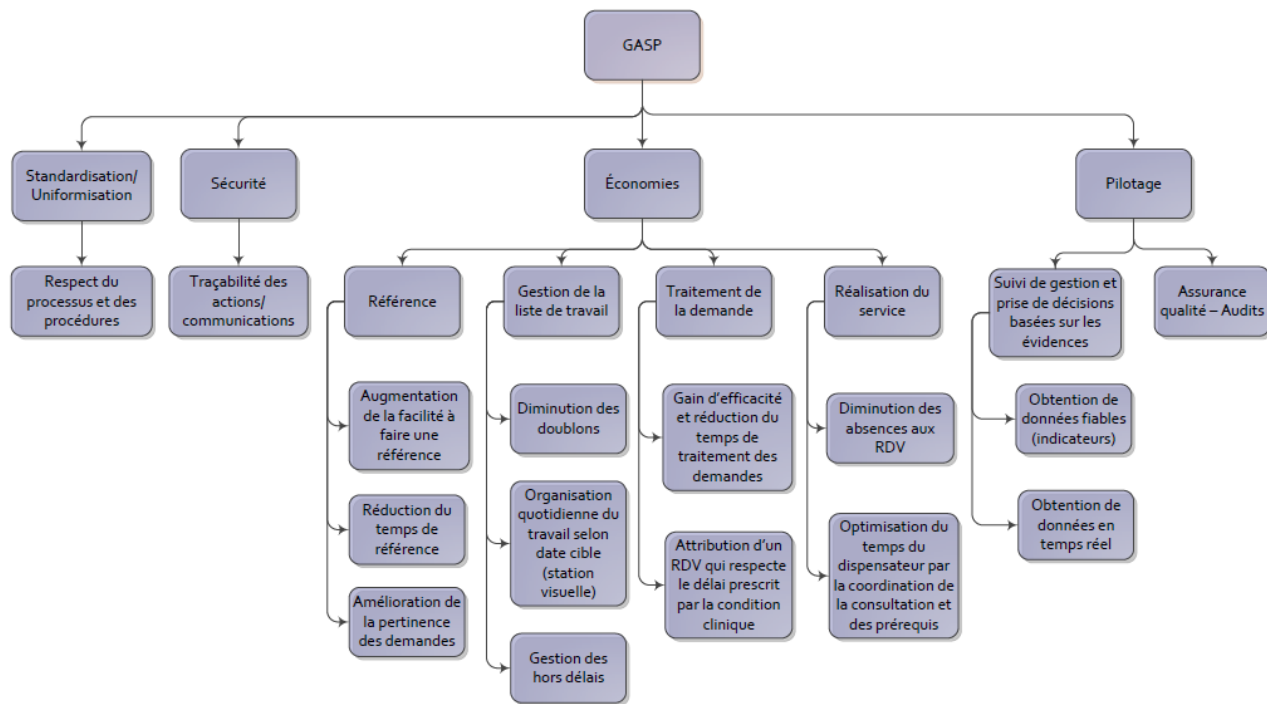 GASP
Standardisation/
Uniformisation
Sécurité
Économies
Pilotage
Respect du
processus et des
procédures
Traçabilité des
actions/
communications
Référence
Gestion de la
liste de travail
Traitement de
la demande
Réalisation du
service
Suivi de gestion et
prise de décisions
basées sur les
évidences
Assurance
qualité – Audits
Augmentation
de la facilité à
faire une
référence
Diminution des
doublons
Gain d’efficacité
et réduction du
temps de
traitement des
demandes
Diminution des
absences aux
RDV
Obtention de
données fiables
(indicateurs)
Réduction du
temps de
référence
Organisation
quotidienne du
travail selon
date cible
(station
visuelle)
Attribution d’un
RDV qui respecte
le délai prescrit
par la condition
clinique
Optimisation du
temps du
dispensateur par
la coordination de
la consultation et
des prérequis
Obtention de
données en
temps réel
Amélioration de
la pertinence
des demandes
Gestion des
hors délais